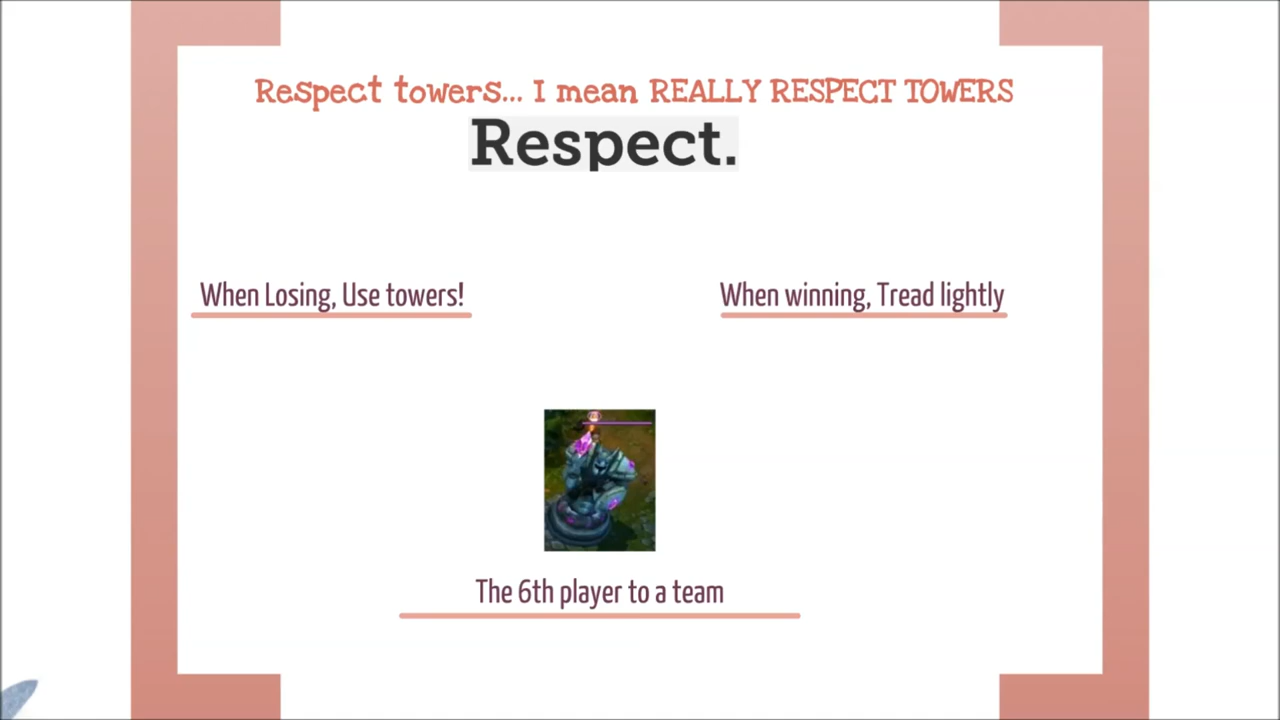 Respect towers... I mean REALLY RESPECT TOWERS
Respect.
When Losing, Use towers!
When winning, Tread lightly
The 6th player to a team